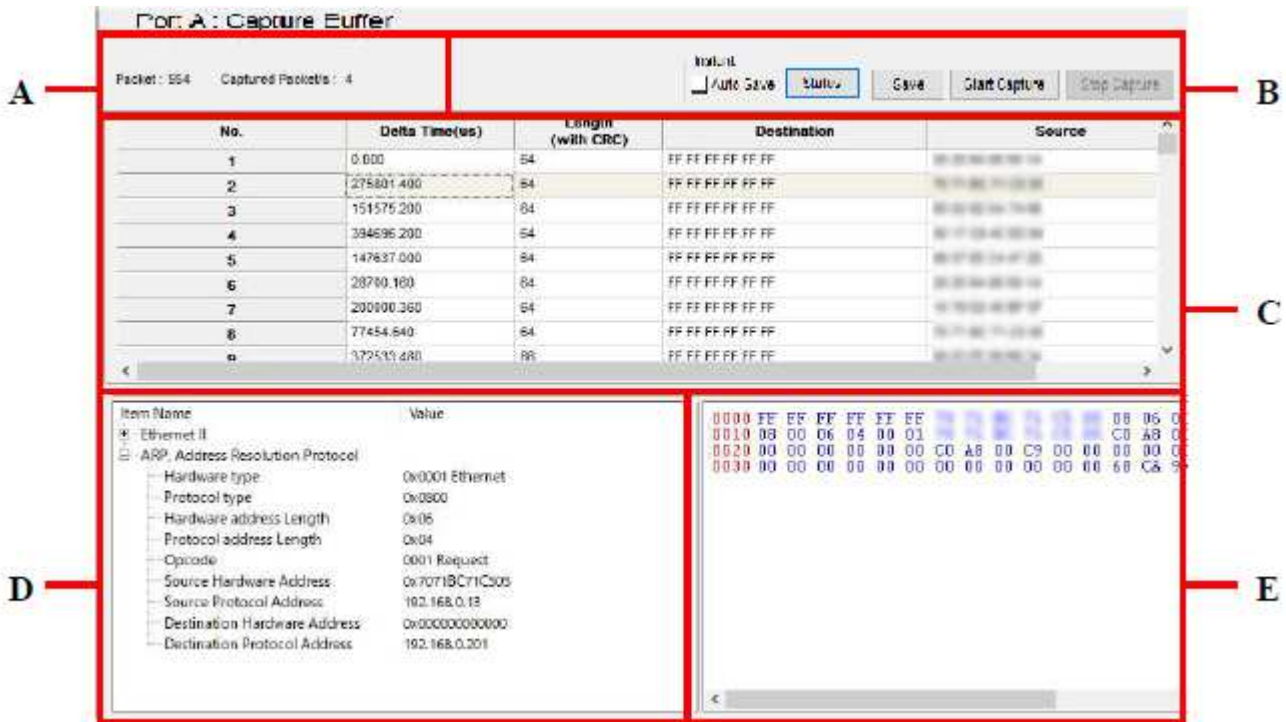 Port A : Capture Buffer
A
Packet : 554 Captured Packet/s : 4
Auto Save Status Save Start Capture Stop Capture
B
No. Delta Time(us) Length (with CRC) Destination Source
1 0.000 64 FF FF FF FF FF FF
2 275801.400 64 FF FF FF FF FF FF
3 151575.200 64 FF FF FF FF FF FF
4 394696.200 64 FF FF FF FF FF FF
5 147637.000 64 FF FF FF FF FF FF
6 28700.160 64 FF FF FF FF FF FF
7 200000.360 64 FF FF FF FF FF FF
8 77454.640 64 FF FF FF FF FF FF
9 372533.480 FF FF FF FF FF FF
C
Item Name Value
Ethernet II
ARP, Address Resolution Protocol
Hardware type 0x0001 Ethernet
Protocol type 0x0800
Hardware address Length 0x06
Protocol address Length 0x04
Opcode 0001 Request
Source Hardware Address
Source Protocol Address 192.168.0.13
Destination Hardware Address 0x000000000000
Destination Protocol Address 192.168.0.201
D
0000 FF FF FF FF FF FF 08 06
0010 08 00 06 04 00 01 C0 A8
0020 00 00 00 00 00 00 C0 A8 00 C9 00 00 00 00
0030 00 00 00 00 00 00 00 00 00 00 00 00 68 CA
E